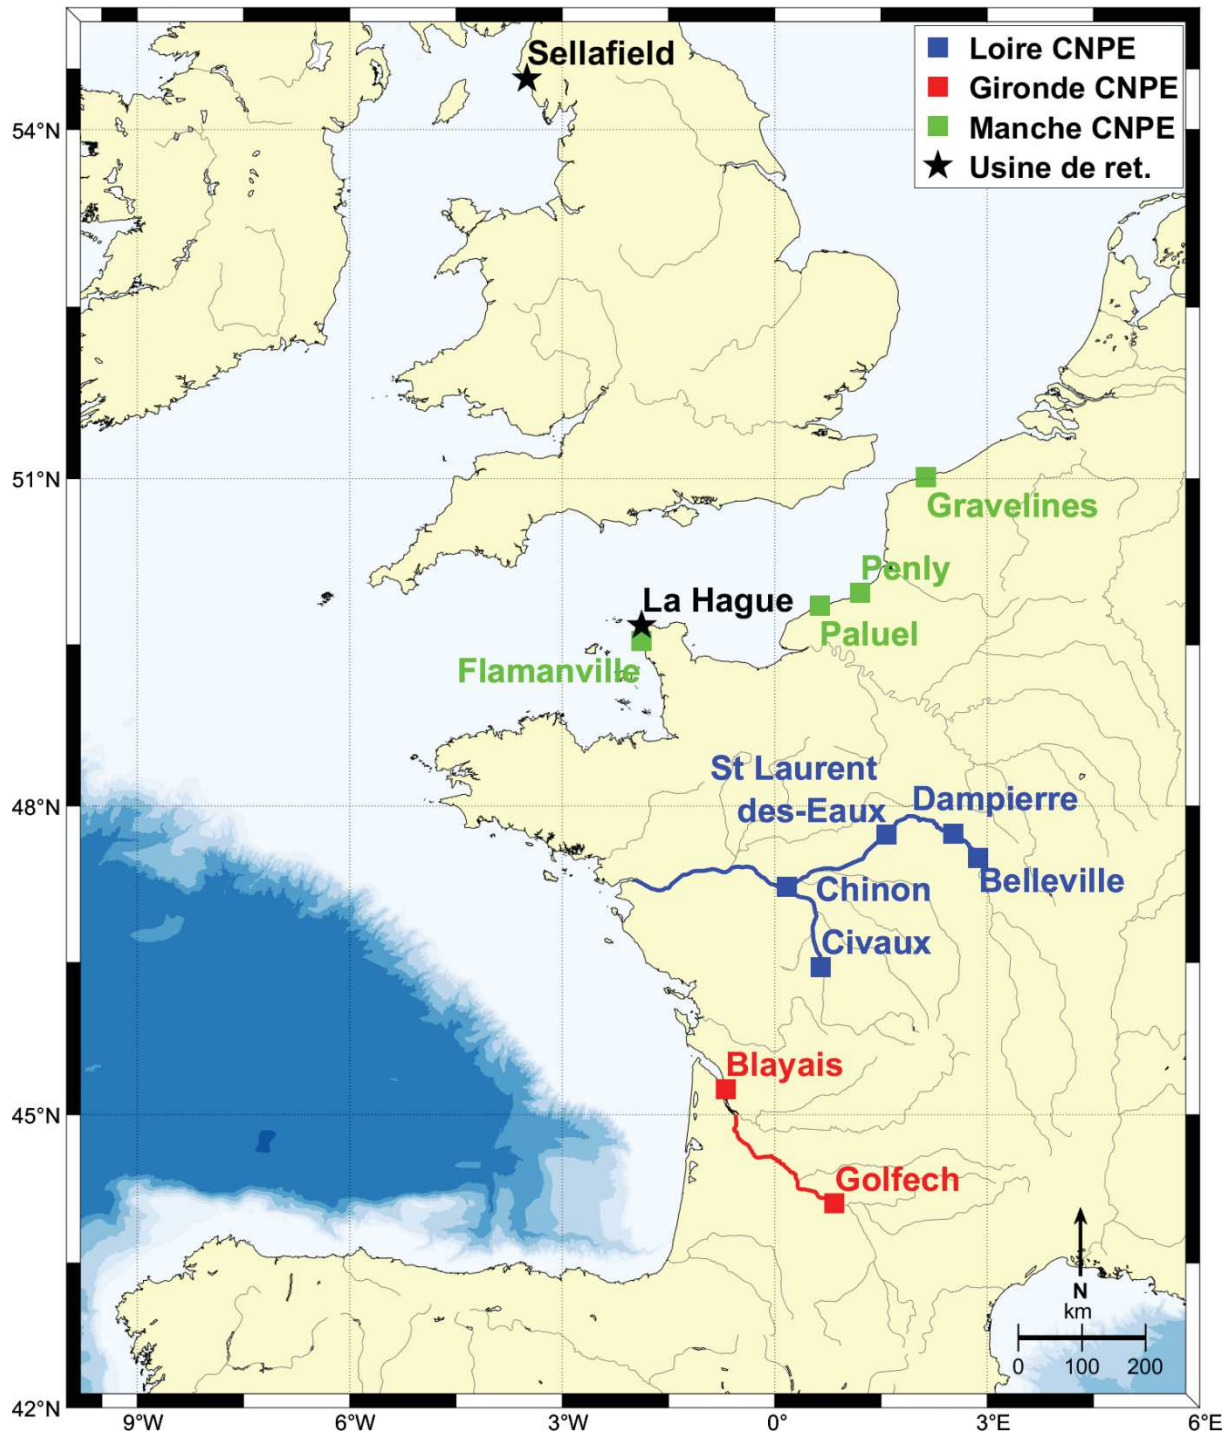 Sellafield
Loire CNPE
Gironde CNPE
Manche CNPE
Usine de ret.
54°N
51°N
Gravelines
Penly
La Hague
Paluel
Flamanville
St Laurent
des-Eaux
Dampierre
48°N
Belleville
Chinon
Civaux
Blayais
45°N
Golfech
N
km
0 100 200
42°N
9°W 6°W 3°W 0° 3°E 6°E